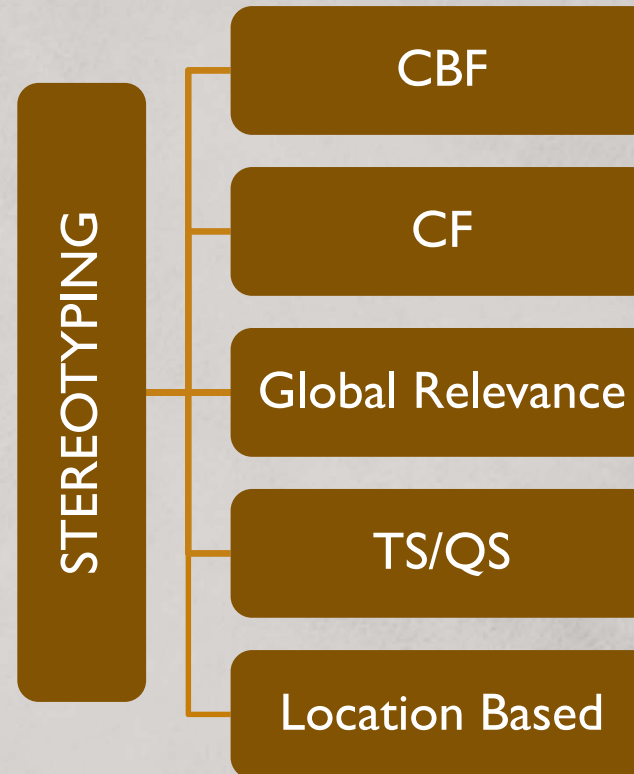 STEREOTYPING
CBF
CF
Global Relevance
TS/QS
Location Based